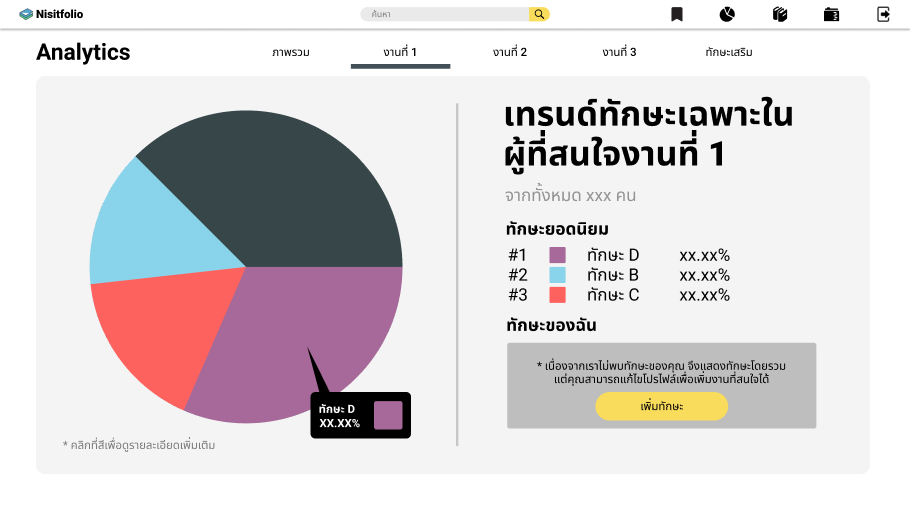 Nisitfolio
ค้นหา
Analytics
ภาพรวม
งานที่ 1
งานที่ 2
งานที่ 3
ทักษะเสริม
เทรนด์ทักษะเฉพาะใน
ผู้ที่สนใจงานที่ 1
จากทั้งหมด xxx คน
ทักษะยอดนิยม
#1 ทักษะ D xx.xx%
#2 ทักษะ B xx.xx%
#3 ทักษะ C xx.xx%
ทักษะของฉัน
* เนื่องจากเราไม่พบทักษะของคุณ จึงแสดงทักษะโดยรวม
แต่คุณสามารถแก้ไขโปรไฟล์เพื่อเพิ่มงานที่สนใจได้
เพิ่มทักษะ
ทักษะ D
XX.XX%
* คลิกที่สีเพื่อดูรายละเอียดเพิ่มเติม